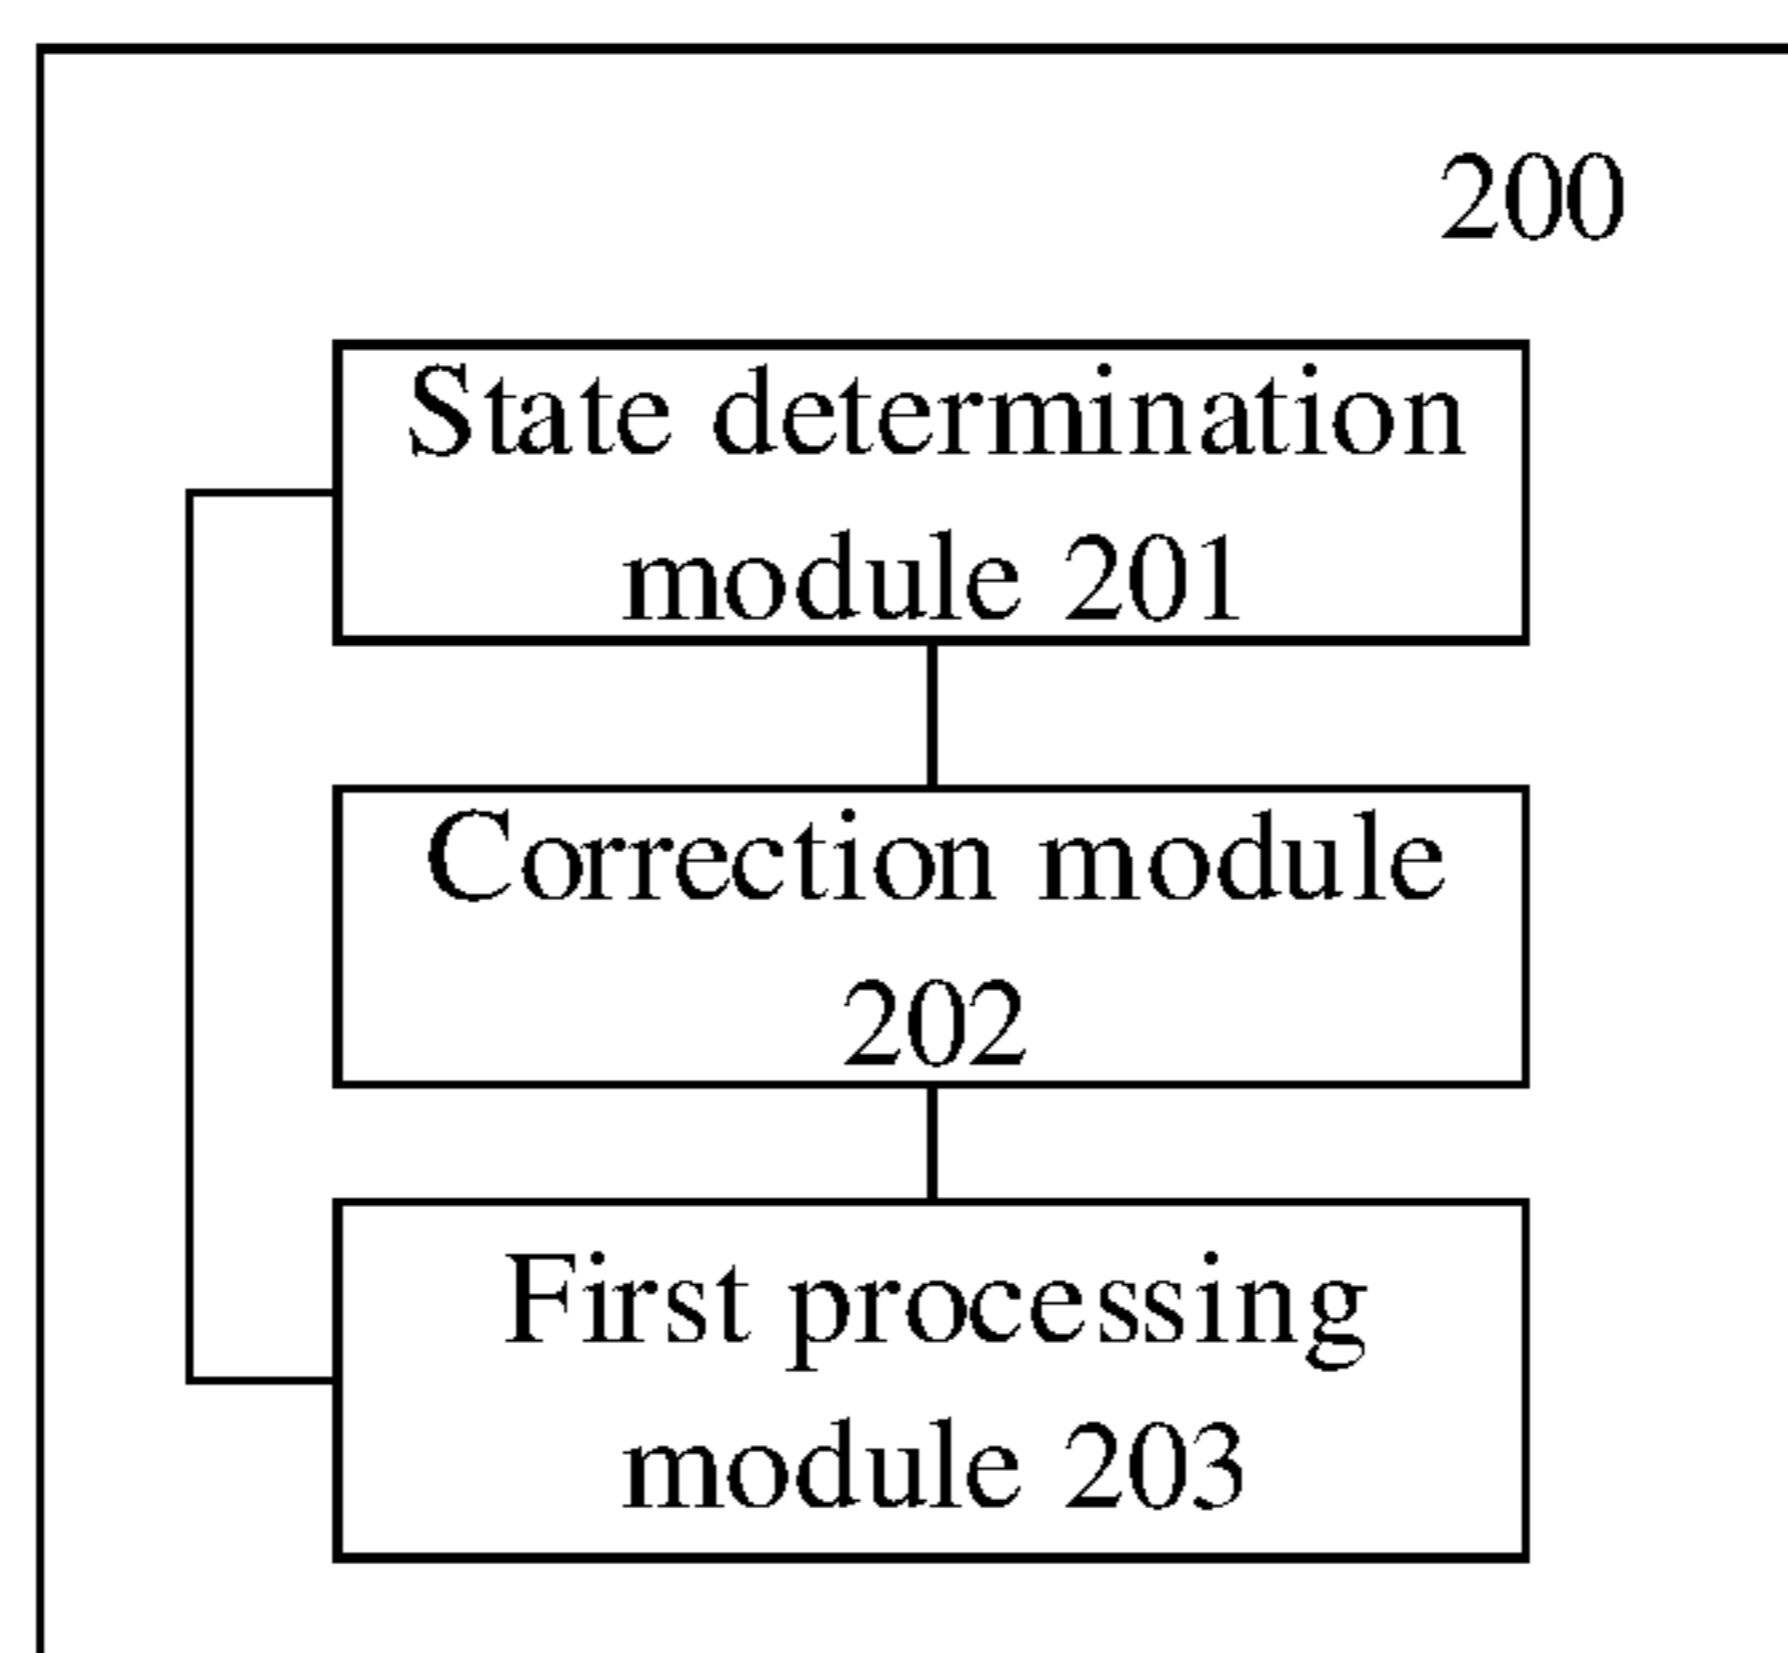 200
State determination
module 201
Correction module
202
First processing
module 203